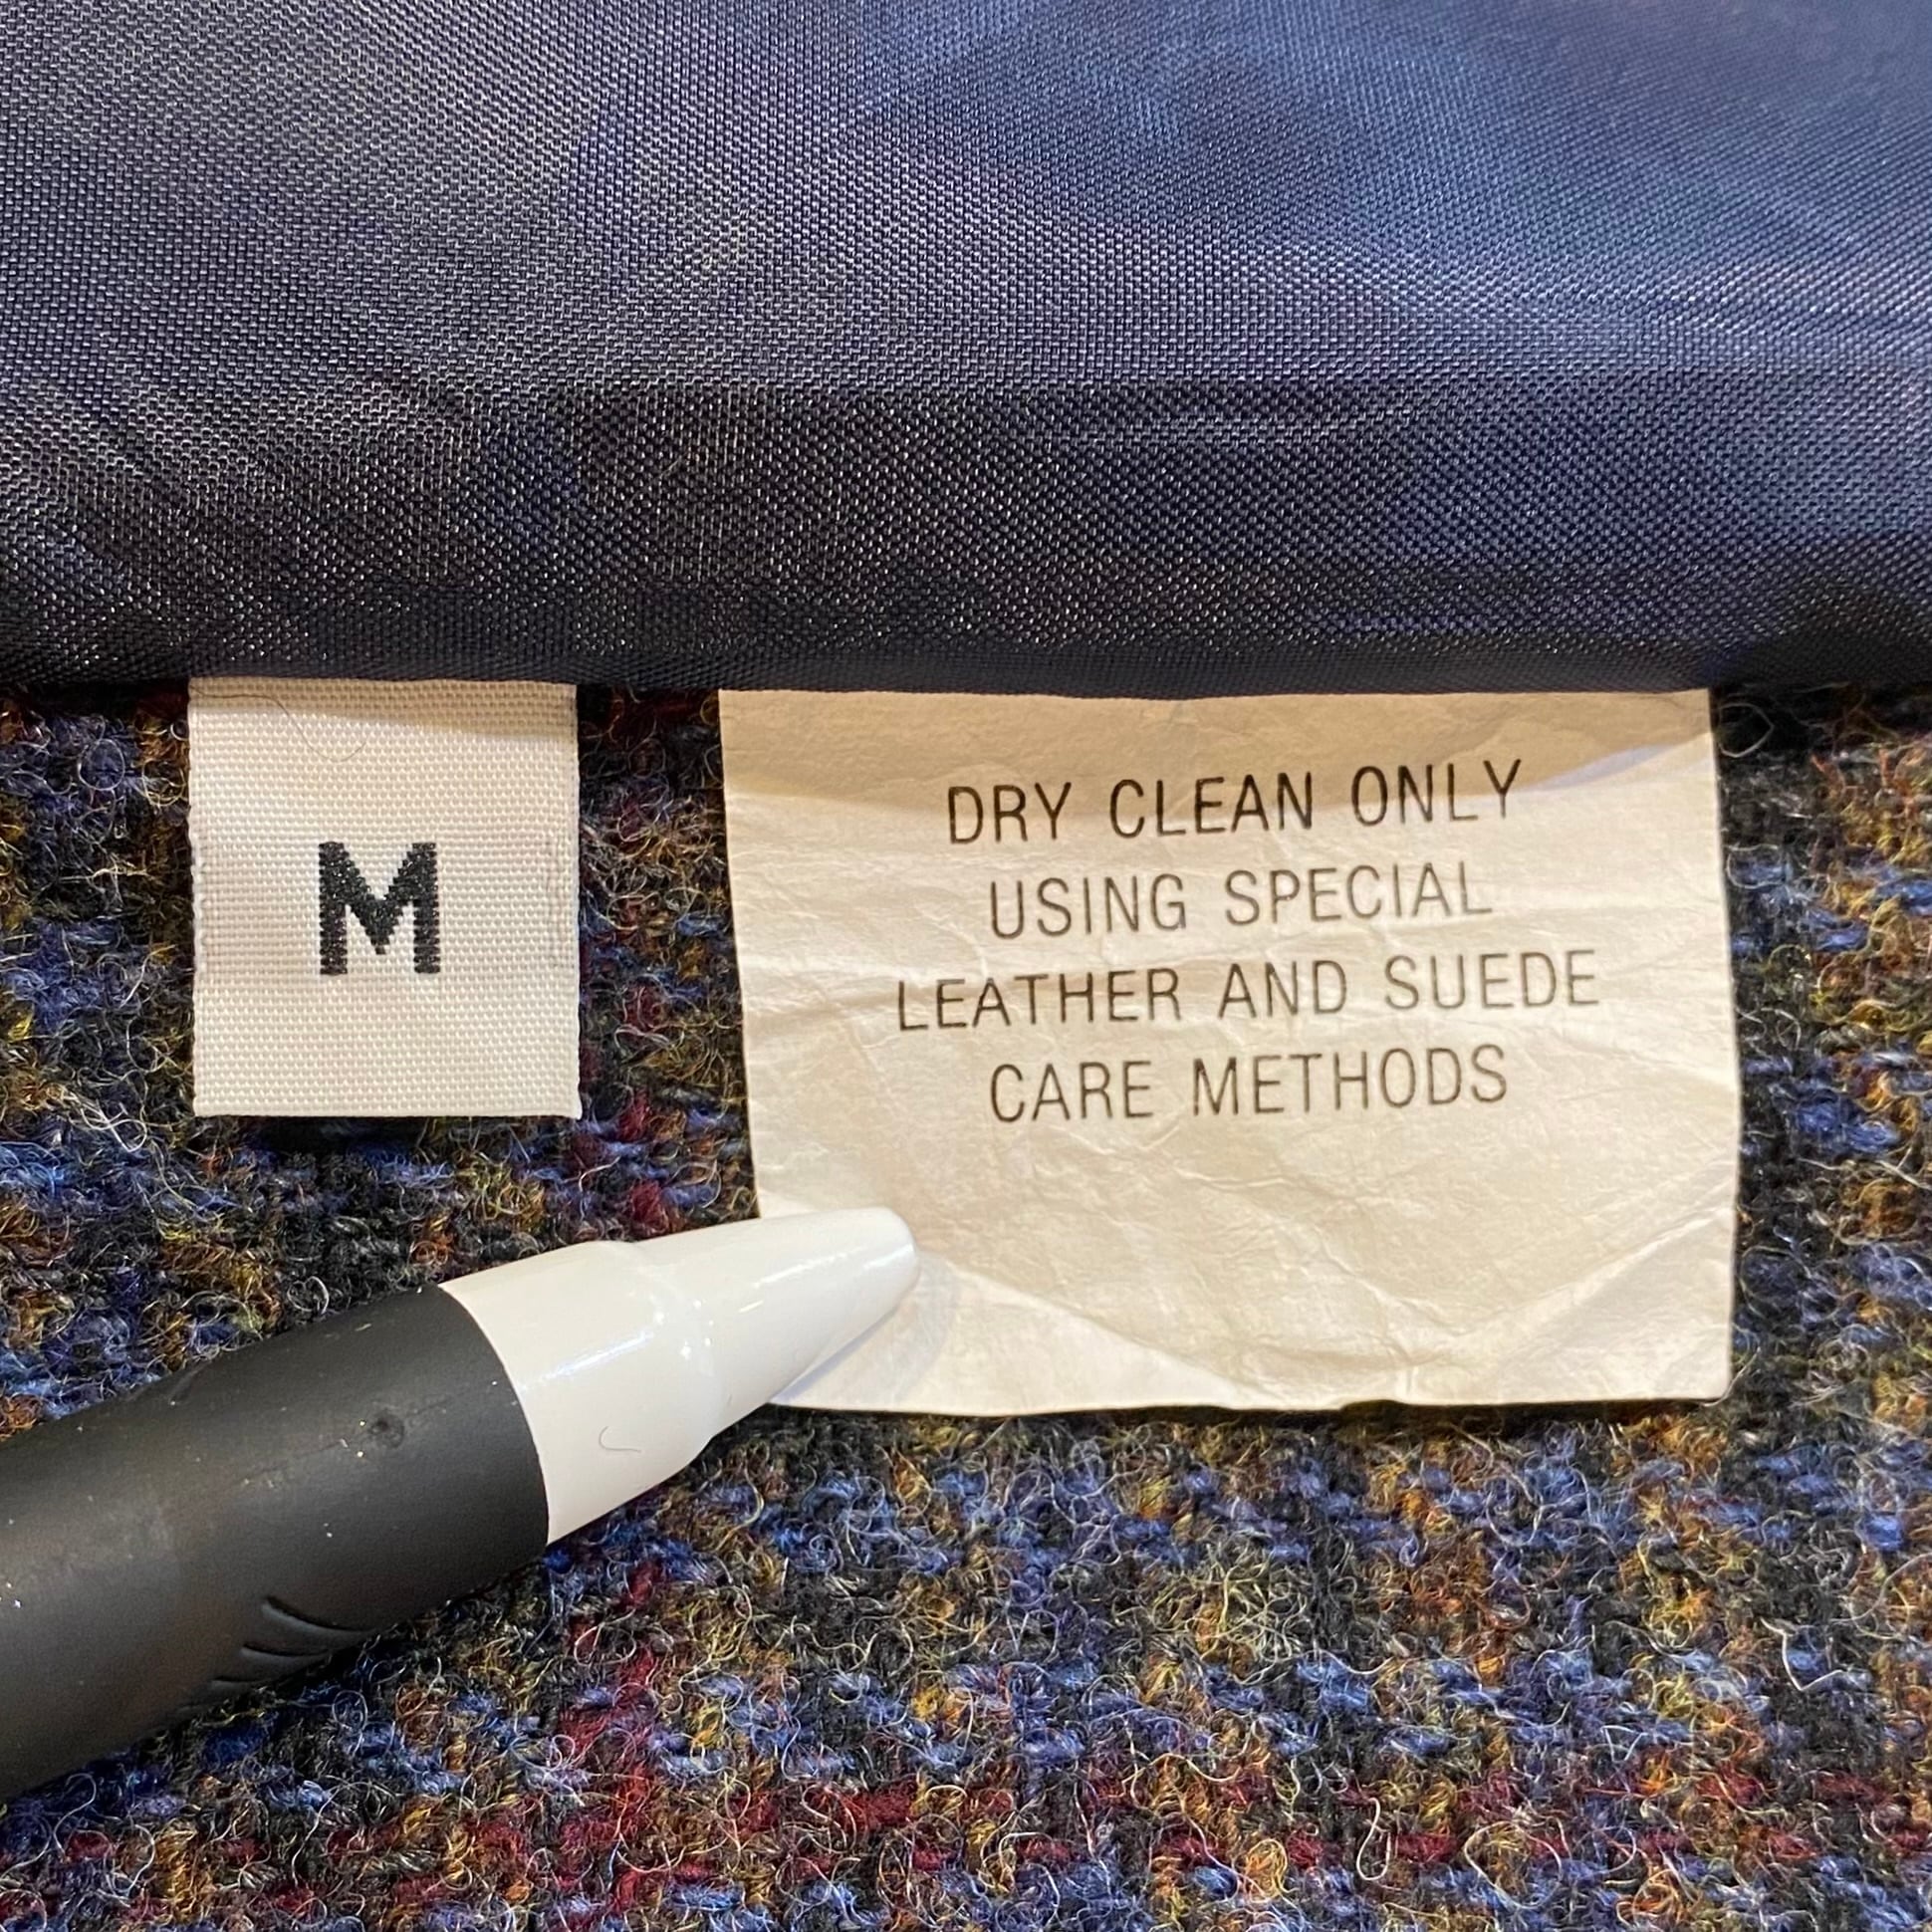 M
DRY CLEAN ONLY
USING SPECIAL
LEATHER AND SUEDE
CARE METHODS